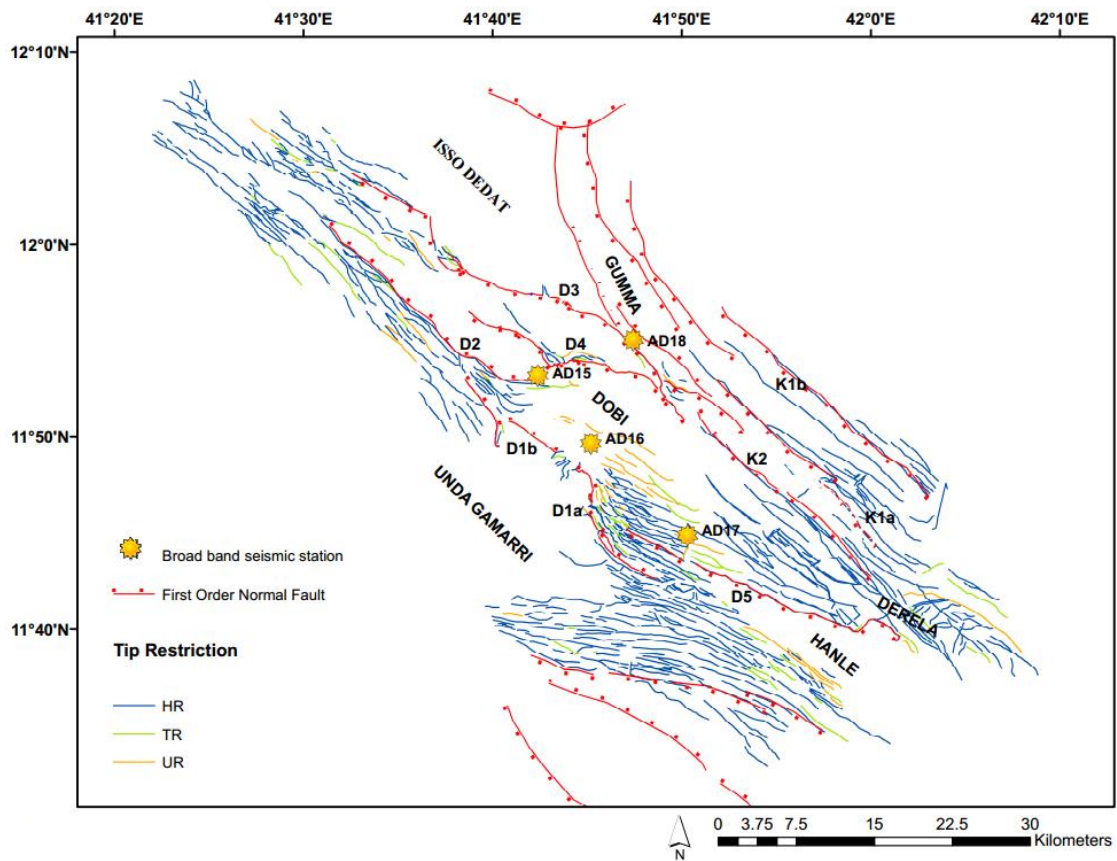 41°20'E 41°30'E 41°40'E 41°50'E 42°0'E 42°10'E
12°10'N
12°0'N
11°50'N
11°40'N
ISSO DEDAT
GUMMA
D3
D2
D4
AD18
AD15
K1b
DOBI
AD16
D1b
K2
UNDA GAMARRI
D1a
K1a
AD17
D5
DERELA
HANLE
Broad band seismic station
First Order Normal Fault
Tip Restriction
HR
TR
UR
N
0 3.75 7.5 15 22.5 30
Kilometers